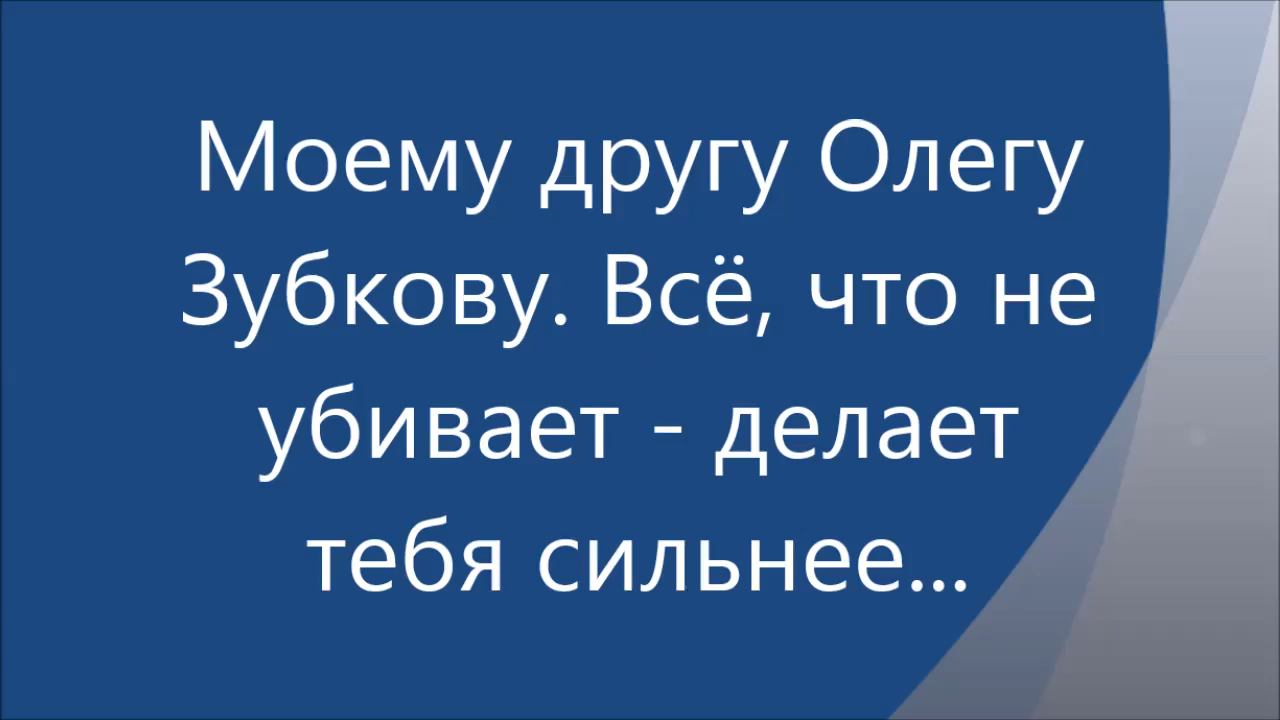 Моему другу Олегу
Зубкову. Всё, что не
убивает - делает
тебя сильнее...